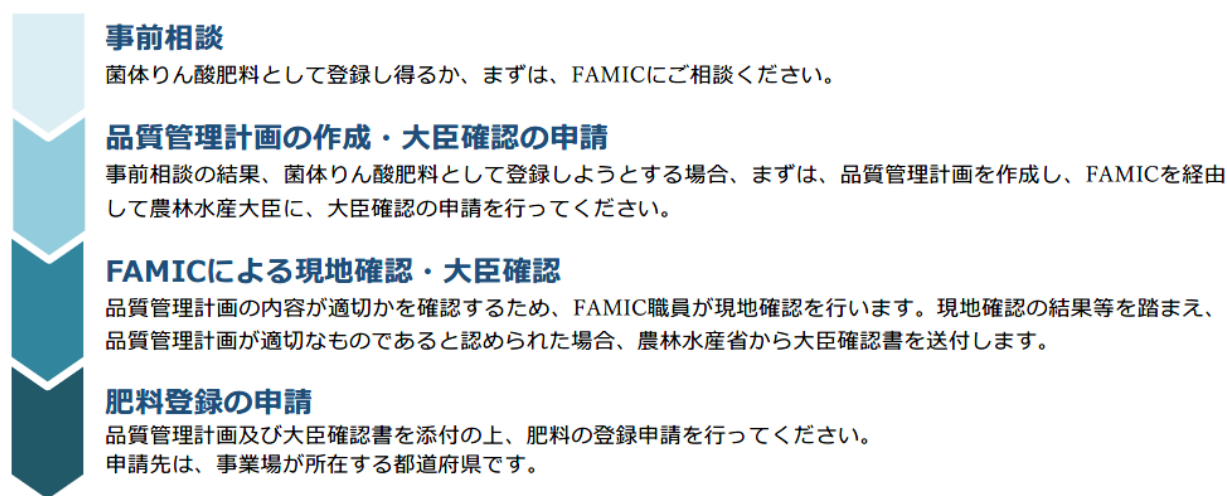 事前相談
菌体りん酸肥料として登録し得るか、まずは、FAMICにご相談ください。
品質管理計画の作成・大臣確認の申請
事前相談の結果、菌体りん酸肥料として登録しようとする場合、まずは、品質管理計画を作成し、FAMICを経由
して農林水産大臣に、大臣確認の申請を行ってください。
FAMICによる現地確認・大臣確認
品質管理計画の内容が適切かを確認するため、FAMIC職員が現地確認を行います。現地確認の結果等を踏まえ、
品質管理計画が適切なものであると認められた場合、農林水産省から大臣確認書を送付します。
肥料登録の申請
品質管理計画及び大臣確認書を添付の上、肥料の登録申請を行ってください。
申請先は、事業場が所在する都道府県です。